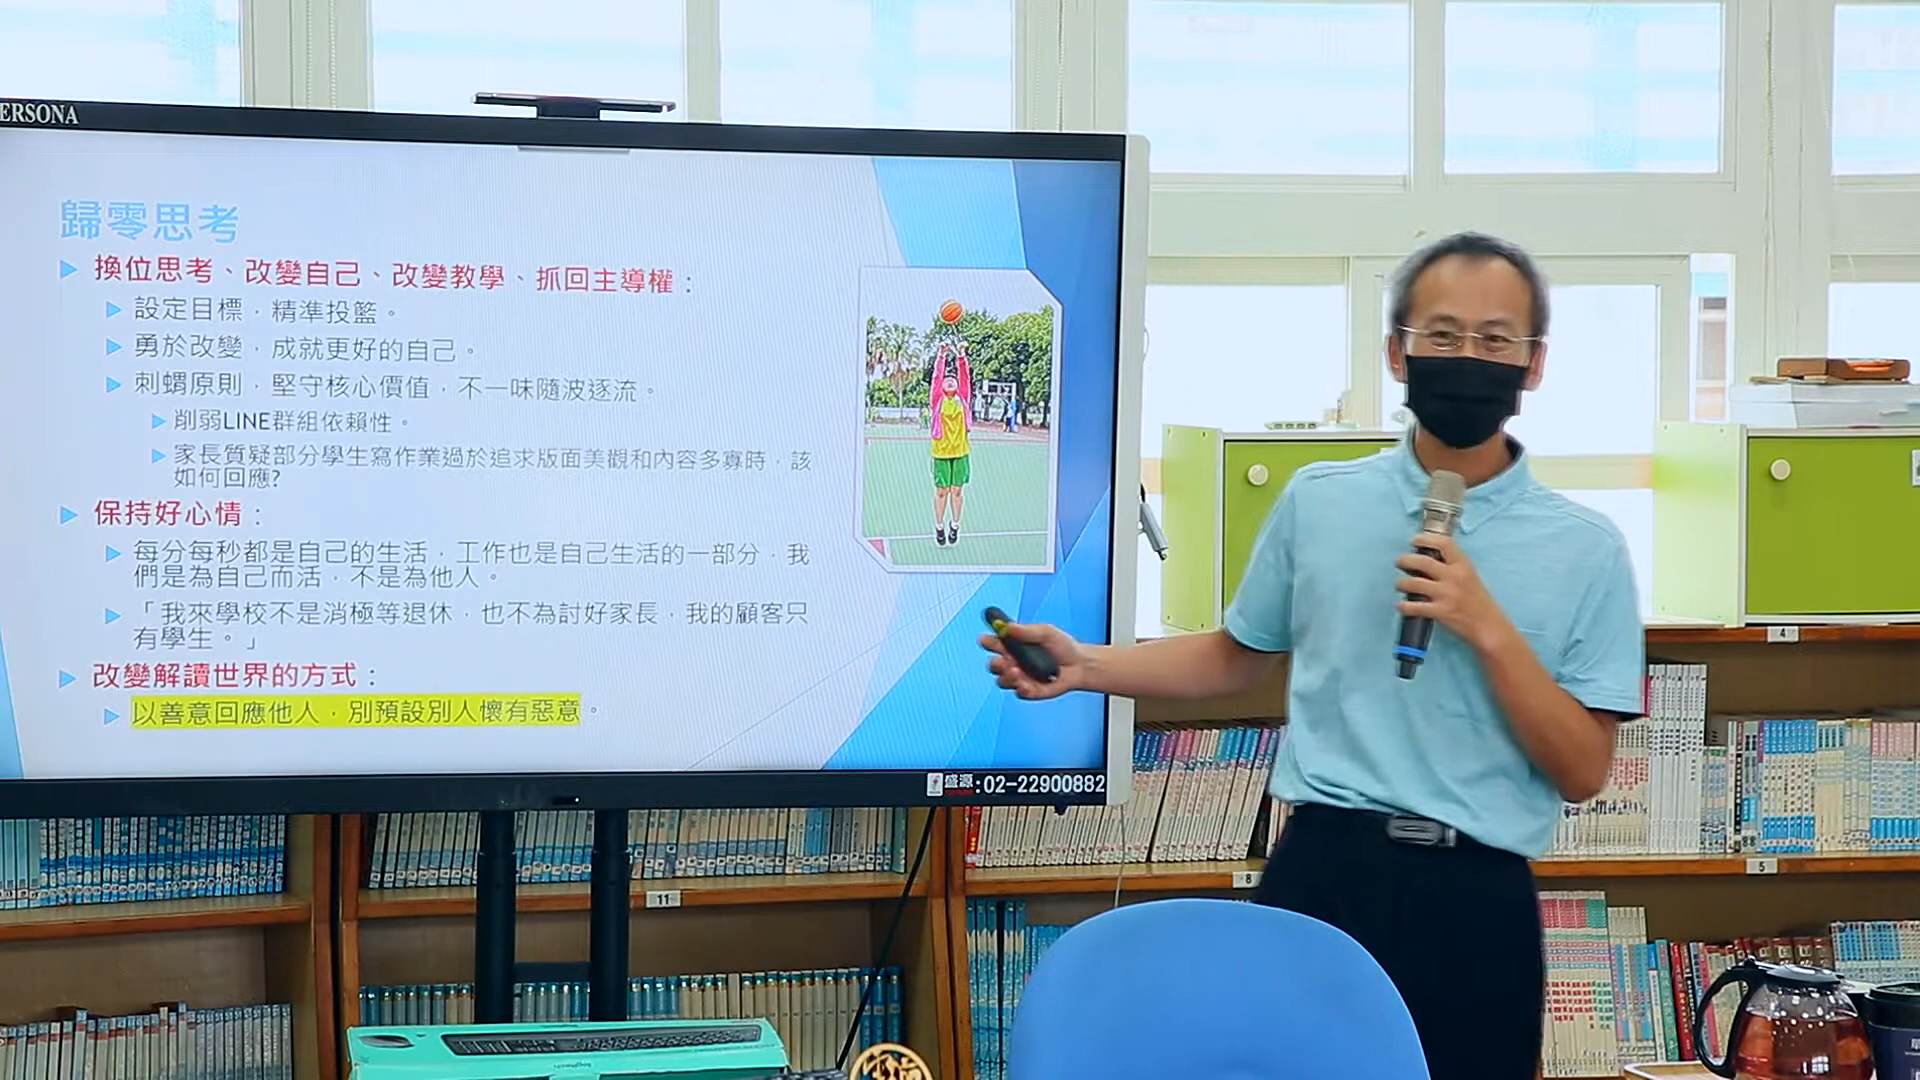 ERSONA
歸零思考
換位思考、改變自己、改變教學、抓回主導權：
設定目標，精準投籃。
勇於改變，成就更好的自己。
刺蝟原則，堅守核心價值，不一味隨波逐流。
削弱LINE群組依賴性。
家長質疑部分學生寫作業過於追求版面美觀和內容多寡時，該
如何回應?
保持好心情：
每分每秒都是自己的生活，工作也是自己生活的一部分，我
們是為自己而活，不是為他人。
「我來學校不是消極等退休，也不為討好家長，我的顧客只
有學生。」
改變解讀世界的方式：
以善意回應他人，別預設別人懷有惡意。
盛源:02-22900882
4
5
8
11